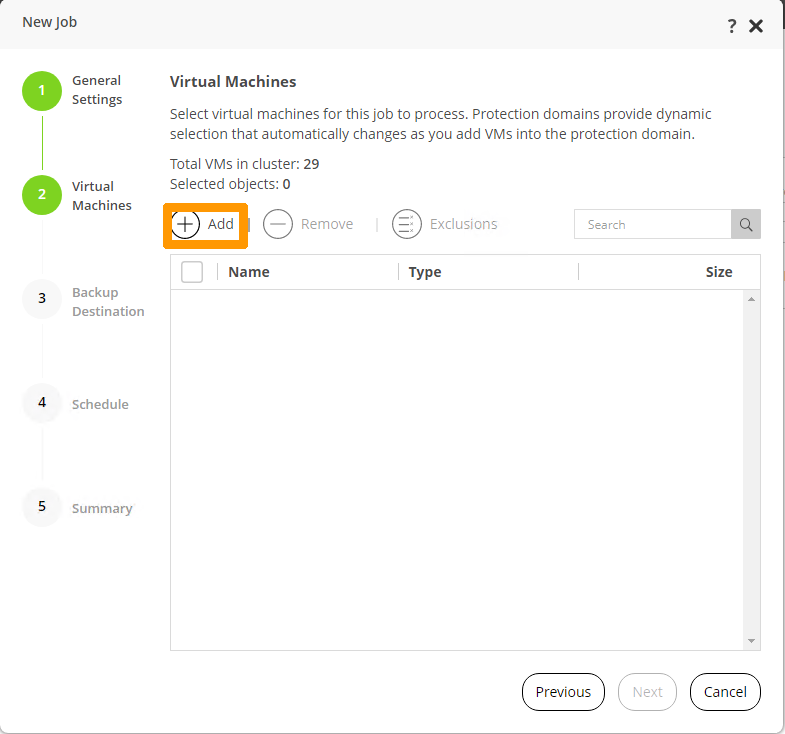 New Job
?
1
General
Settings
2
Virtual
Machines
3
Backup
Destination
4
Schedule
5
Summary
Virtual Machines
Select virtual machines for this job to process. Protection domains provide dynamic
selection that automatically changes as you add VMs into the protection domain.
Total VMs in cluster: 29
Selected objects: 0
Add
Remove
Exclusions
Search
Name Type Size
Previous Next Cancel